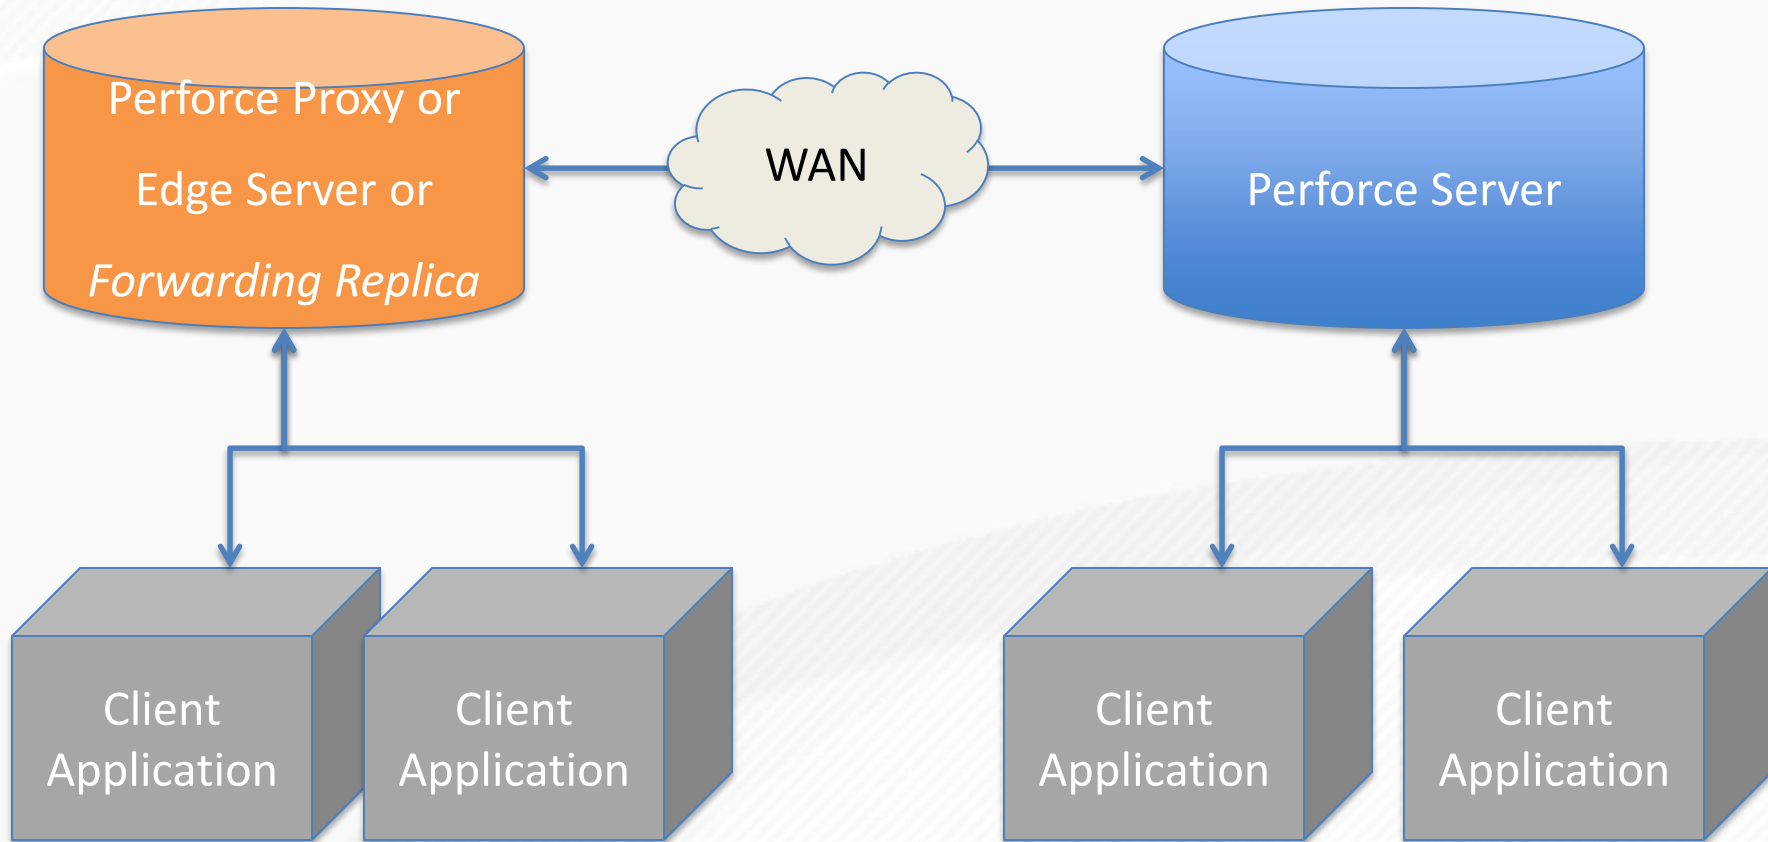 Perforce Proxy or
Edge Server or
Forwarding Replica
WAN
Perforce Server
Client
Application
Client
Application
Client
Application
Client
Application